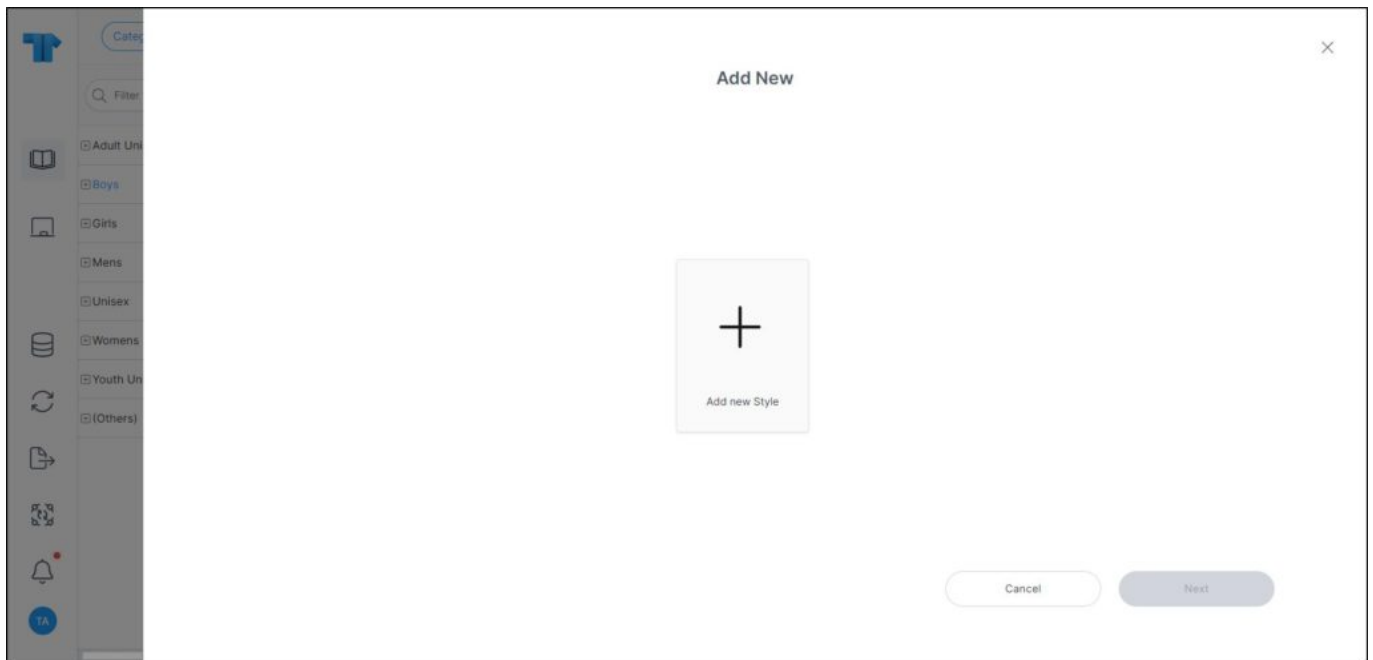 Categ
Filter
Adult Uni
Boys
Girls
Mens
Unisex
Womens
Youth Un
(Others)
TA
Add New
Add new Style
Cancel
Next